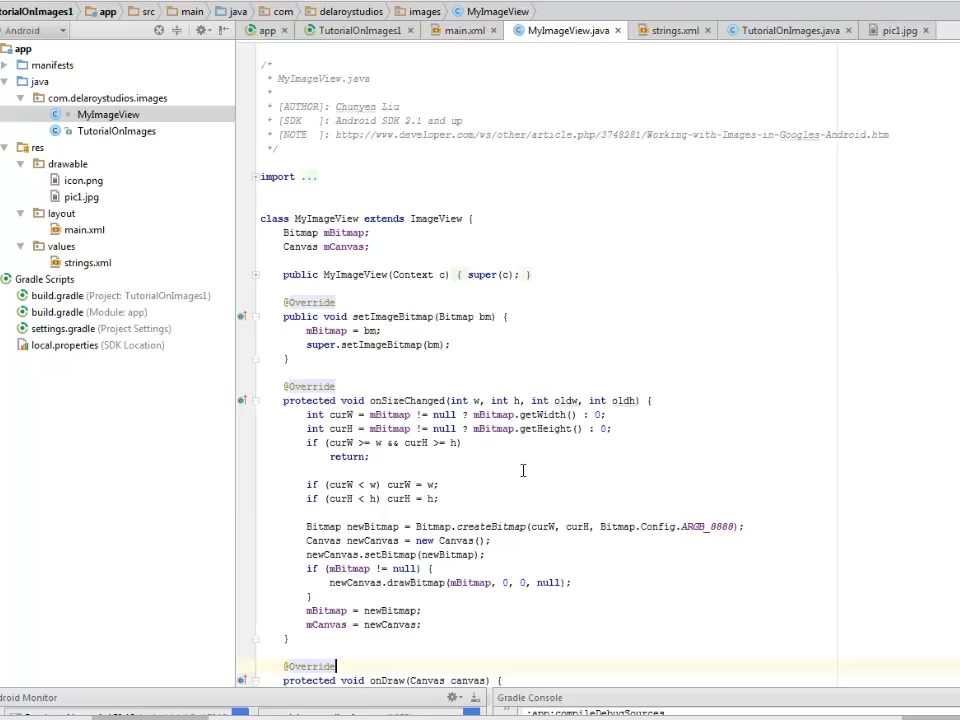 torialOnImages1 app src main java com delaroystudios images MyImageView
Android app TutorialOnImages1 main.xml MyImageView.java strings.xml TutorialOnImages.java pic1.jpg
app
manifests
java
com.delaroystudios.images
MyImageView
TutorialOnImages
res
drawable
icon.png
pic1.jpg
layout
main.xml
values
strings.xml
Gradle Scripts
build.gradle (Project: TutorialOnImages1)
build.gradle (Module: app)
settings.gradle (Project Settings)
local.properties (SDK Location)
/*
* MyImageView.java
*
* [AUTHOR]: Chunyen Liu
* [SDK   ]: Android SDK 2.1 and up
* [NOTE  ]: http://www.developer.com/ws/other/article.php/3748281/Working-with-Images-in-Googles-Android.htm
*/
import ...
class MyImageView extends ImageView {
Bitmap mBitmap;
Canvas mCanvas;
public MyImageView(Context c) { super(c); }
@Override
public void setImageBitmap(Bitmap bm) {
mBitmap = bm;
super.setImageBitmap(bm);
}
@Override
protected void onSizeChanged(int w, int h, int oldw, int oldh) {
int curW = mBitmap != null ? mBitmap.getWidth() : 0;
int curH = mBitmap != null ? mBitmap.getHeight() : 0;
if (curW >= w && curH >= h)
return;
if (curW < w) curW = w;
if (curH < h) curH = h;
Bitmap newBitmap = Bitmap.createBitmap(curW, curH, Bitmap.Config.ARGB_8888);
Canvas newCanvas = new Canvas();
newCanvas.setBitmap(newBitmap);
if (mBitmap != null) {
newCanvas.drawBitmap(mBitmap, 0, 0, null);
}
mBitmap = newBitmap;
mCanvas = newCanvas;
}
@Override
protected void onDraw(Canvas canvas) {
droid Monitor
Gradle Console
:app:compileDebugSources